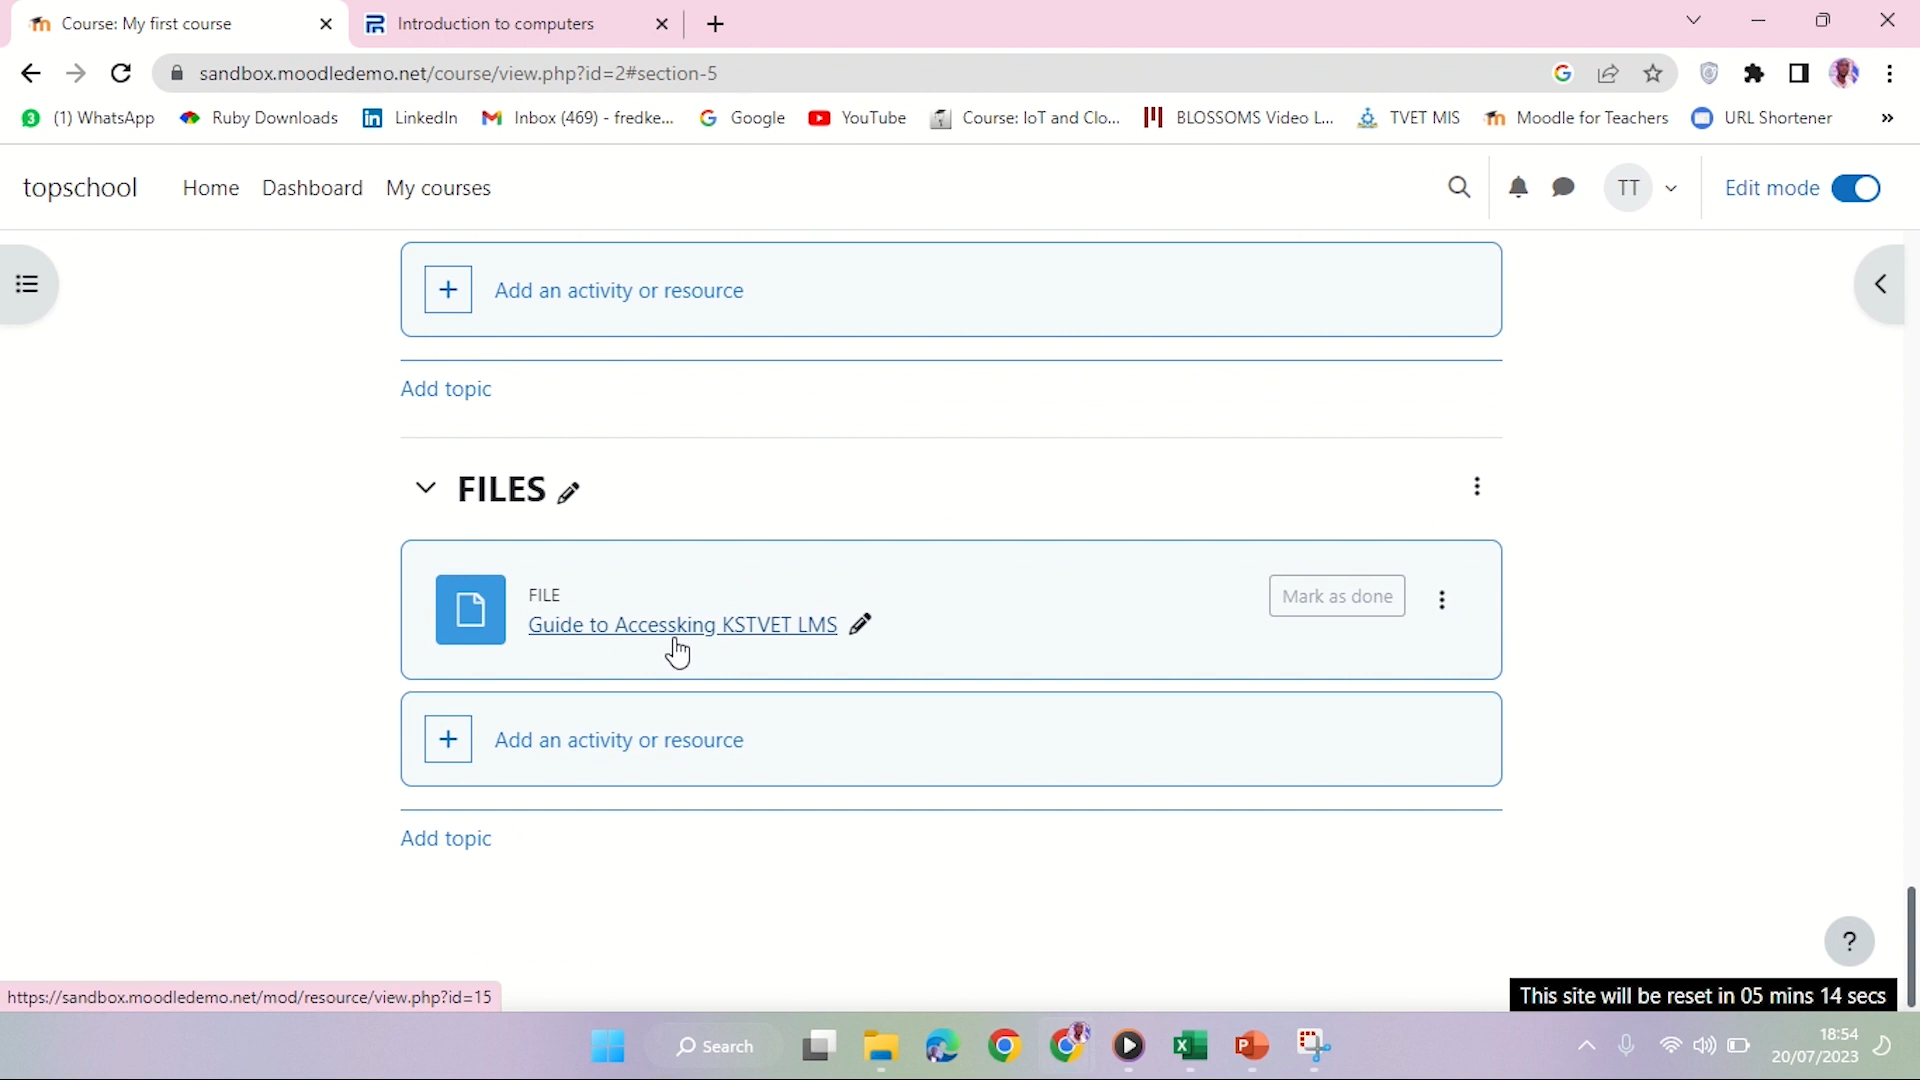 Course: My first course
Introduction to computers
sandbox.moodledemo.net/course/view.php?id=2#section-5
(1) WhatsApp
Ruby Downloads
LinkedIn
Inbox (469) - fredke...
Google
YouTube
Course: IoT and Clo...
BLOSSOMS Video L...
TVET MIS
Moodle for Teachers
URL Shortener
»
topschool
Home
Dashboard
My courses
TT
Edit mode
Add an activity or resource
Add topic
FILES
FILE
Guide to Accessking KSTVET LMS
Mark as done
Add an activity or resource
Add topic
?
https://sandbox.moodledemo.net/mod/resource/view.php?id=15
This site will be reset in 05 mins 14 secs
Search
18:54
20/07/2023